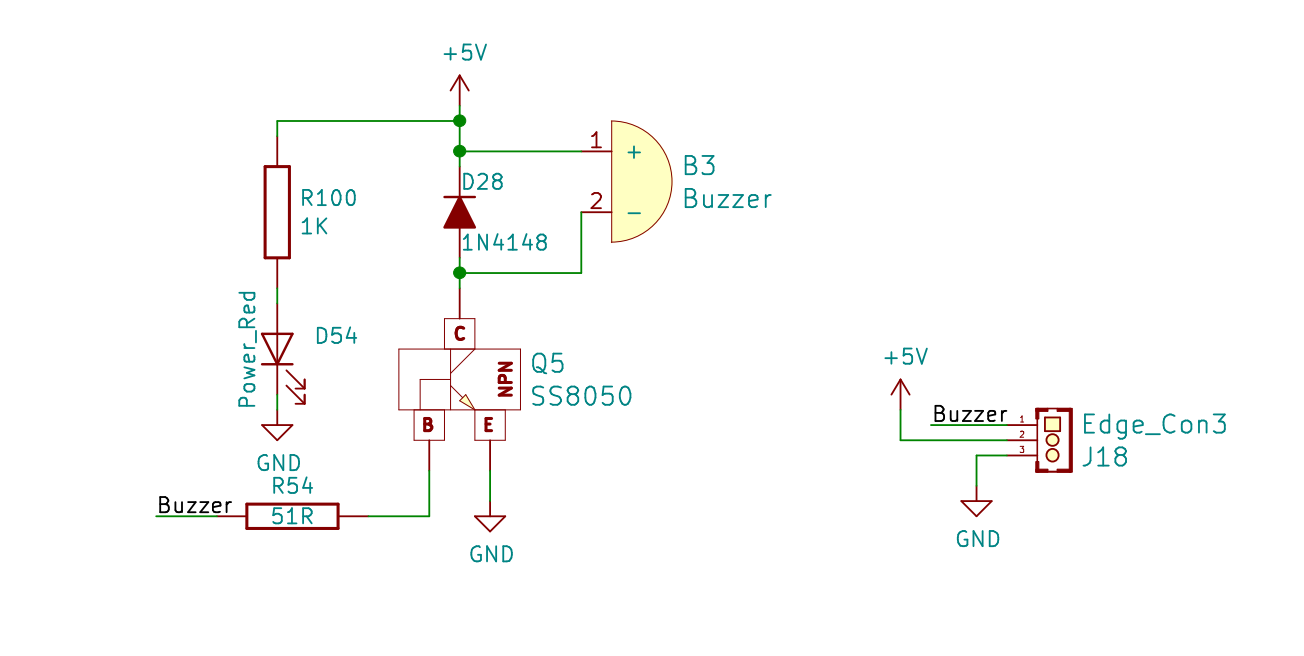 +5V
1
+
B3
D28
R100
2
Buzzer
1K
−
1N4148
Power_Red
D54
C
NPN
Q5
+5V
SS8050
B
E
Buzzer
1
Edge_Con3
2
3
J18
GND
R54
Buzzer
51R
GND
GND